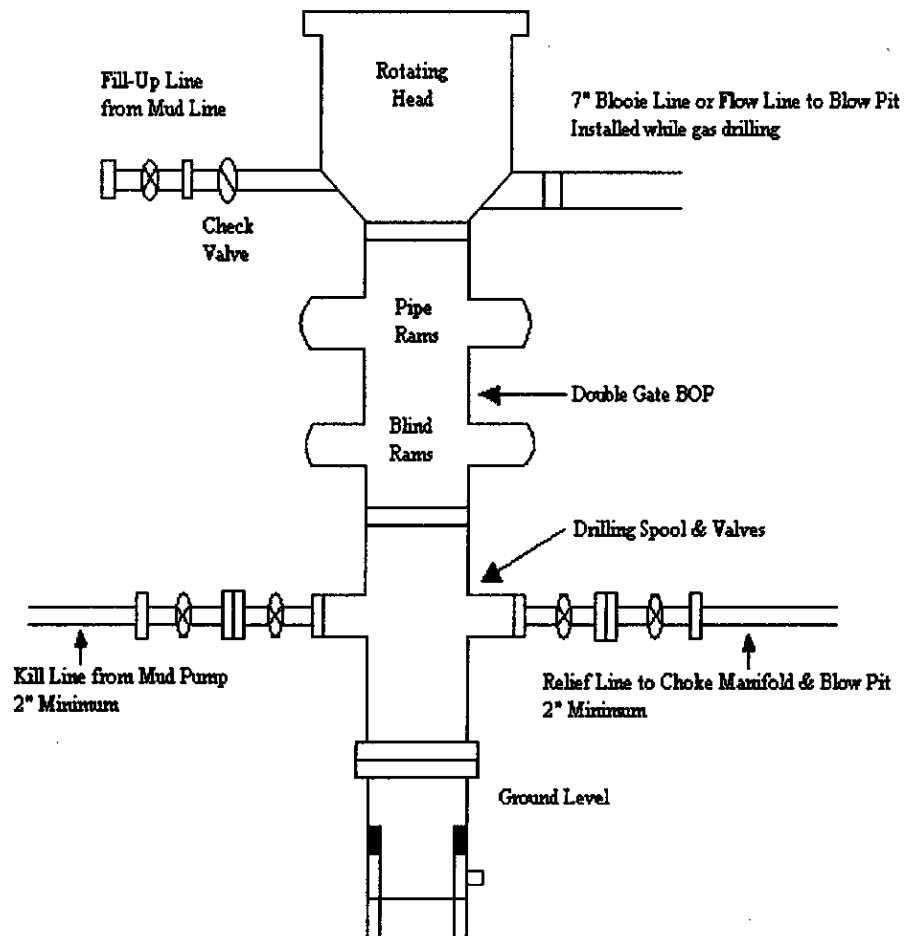 Rotating
Head
Fill-Up Line
from Mud Line
7" Blooie Line or Flow Line to Blow Pit
Installed while gas drilling
Check
Valve
Pipe
Rams
Double Gate BOP
Blind
Rams
Drilling Spool & Valves
Kill Line from Mud Pump
2" Minimum
Relief Line to Choke Manifold & Blow Pit
2" Minimum
Ground Level